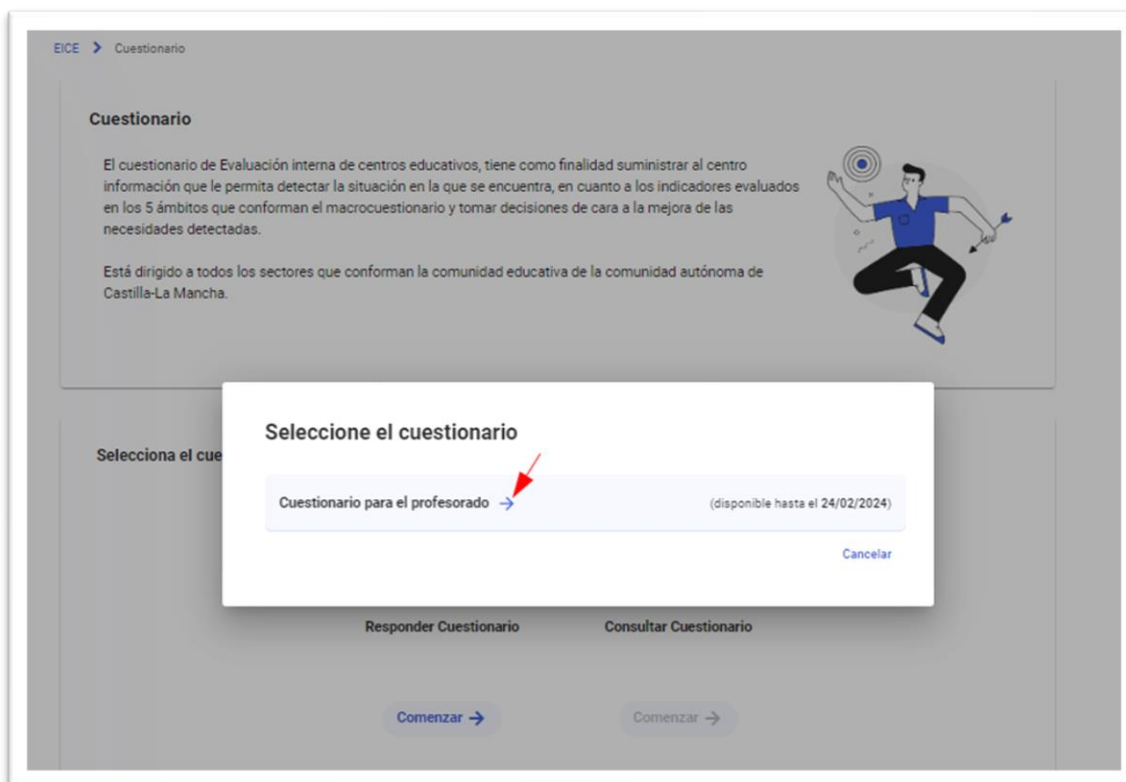 EICE > Cuestionario
Cuestionario
El cuestionario de Evaluación interna de centros educativos, tiene como finalidad suministrar al centro
información que le permita detectar la situación en la que se encuentra, en cuanto a los indicadores evaluados
en los 5 ámbitos que conforman el macrocuestionario y tomar decisiones de cara a la mejora de las
necesidades detectadas.
Está dirigido a todos los sectores que conforman la comunidad educativa de la comunidad autónoma de
Castilla-La Mancha.
Selecciona el cue
Seleccione el cuestionario
Cuestionario para el profesorado → (disponible hasta el 24/02/2024)
Cancelar
Responder Cuestionario Consultar Cuestionario
Comenzar → Comenzar →